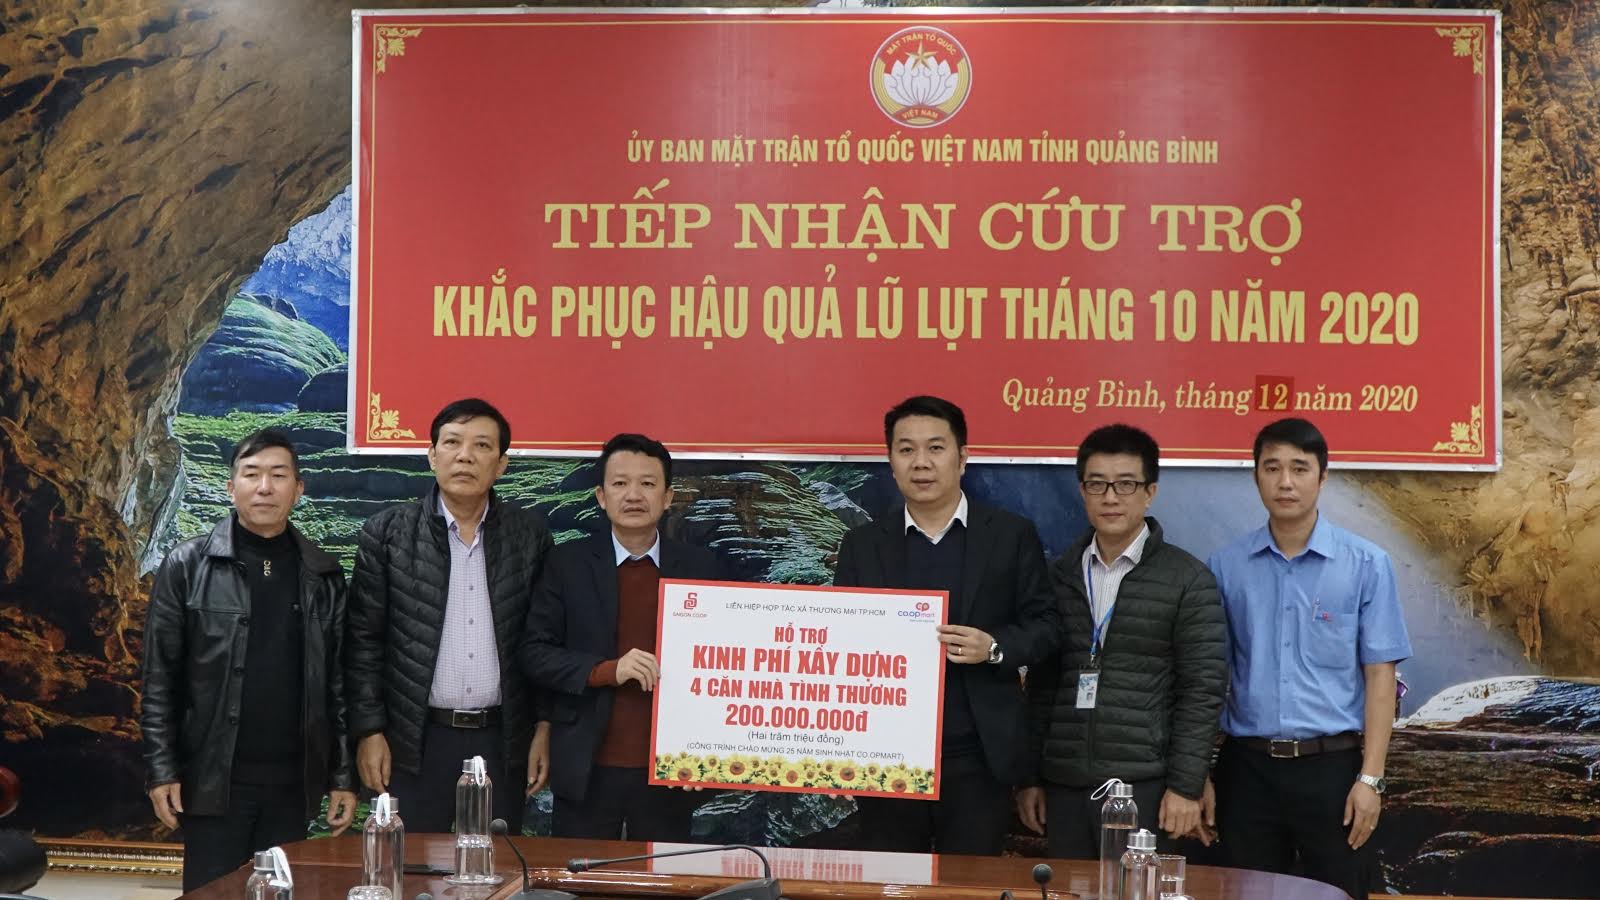 MẶT TRẬN TỔ QUỐC
VIỆT NAM
ỦY BAN MẶT TRẬN TỔ QUỐC VIỆT NAM TỈNH QUẢNG BÌNH
TIẾP NHẬN CỨU TRỢ
KHẮC PHỤC HẬU QUẢ LŨ LỤT THÁNG 10 NĂM 2020
Quảng Bình, tháng 12 năm 2020
SAIGON CO.OP
LIÊN HIỆP HỢP TÁC XÃ THƯƠNG MẠI TP.HCM
co.opmart
HỖ TRỢ
KINH PHÍ XÂY DỰNG
4 CĂN NHÀ TÌNH THƯƠNG
200.000.000đ
(Hai trăm triệu đồng)
(CÔNG TRÌNH CHÀO MỪNG 25 NĂM SINH NHẬT CO.OPMART)